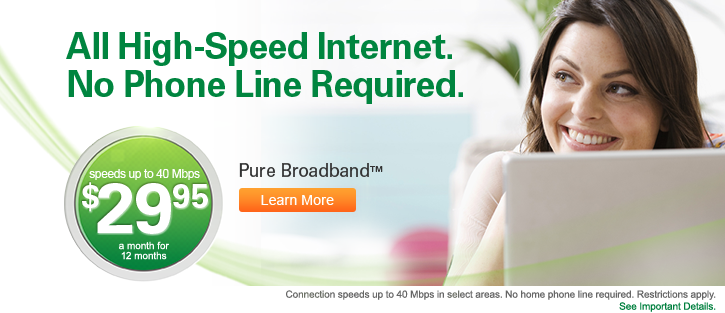 All High-Speed Internet.
No Phone Line Required.
speeds up to 40 Mbps
$29.95
a month for
12 months
Pure Broadband™
Learn More
Connection speeds up to 40 Mbps in select areas. No home phone line required. Restrictions apply.
See Important Details.